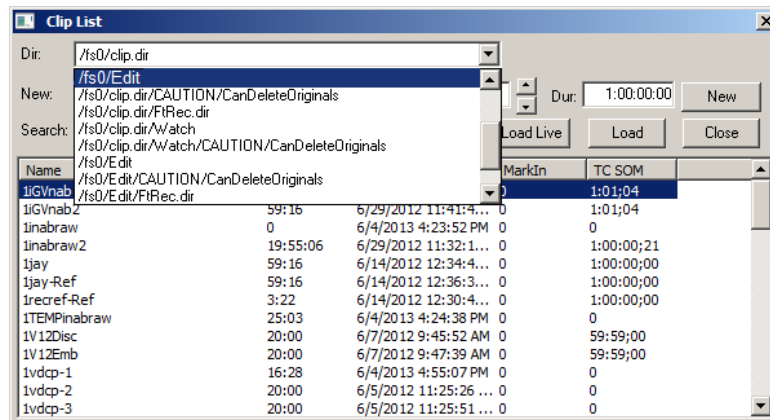 Clip List
Dir: /fs0/clip.dir
/fs0/Edit
New: /fs0/clip.dir/CAUTION/CanDeleteOriginals Dur: 1:00:00:00 New
/fs0/clip.dir/FtRec.dir
/fs0/clip.dir/Watch
Search: /fs0/clip.dir/Watch/CAUTION/CanDeleteOriginals Load Live Load Close
/fs0/Edit
/fs0/Edit/CAUTION/CanDeleteOriginals
/fs0/Edit/FtRec.dir
Name MarkIn TC SOM
1iGVnab 0 1:01;04
1iGVnab2 59:16 6/29/2012 11:41:4... 0 1:01;04
1inabraw 0 6/4/2013 4:23:52 PM 0 0
1inabraw2 19:55:06 6/29/2012 11:32:1... 0 1:00:00;21
1jay 59:16 6/14/2012 12:34:4... 0 1:00:00;00
1jay-Ref 59:16 6/14/2012 12:36:3... 0 1:00:00;00
1recref-Ref 3:22 6/14/2012 12:30:4... 0 1:00:00;00
1TEMPinabraw 25:03 6/4/2013 4:24:38 PM 0 0
1V12Disc 20:00 6/7/2012 9:45:52 AM 0 59:59;00
1V12Emb 20:00 6/7/2012 9:47:39 AM 0 59:59;00
1vdcp-1 16:28 6/4/2013 4:55:07 PM 0 0
1vdcp-2 20:00 6/5/2012 11:25:26 ... 0 0
1vdcp-3 20:00 6/5/2012 11:25:51 ... 0 0